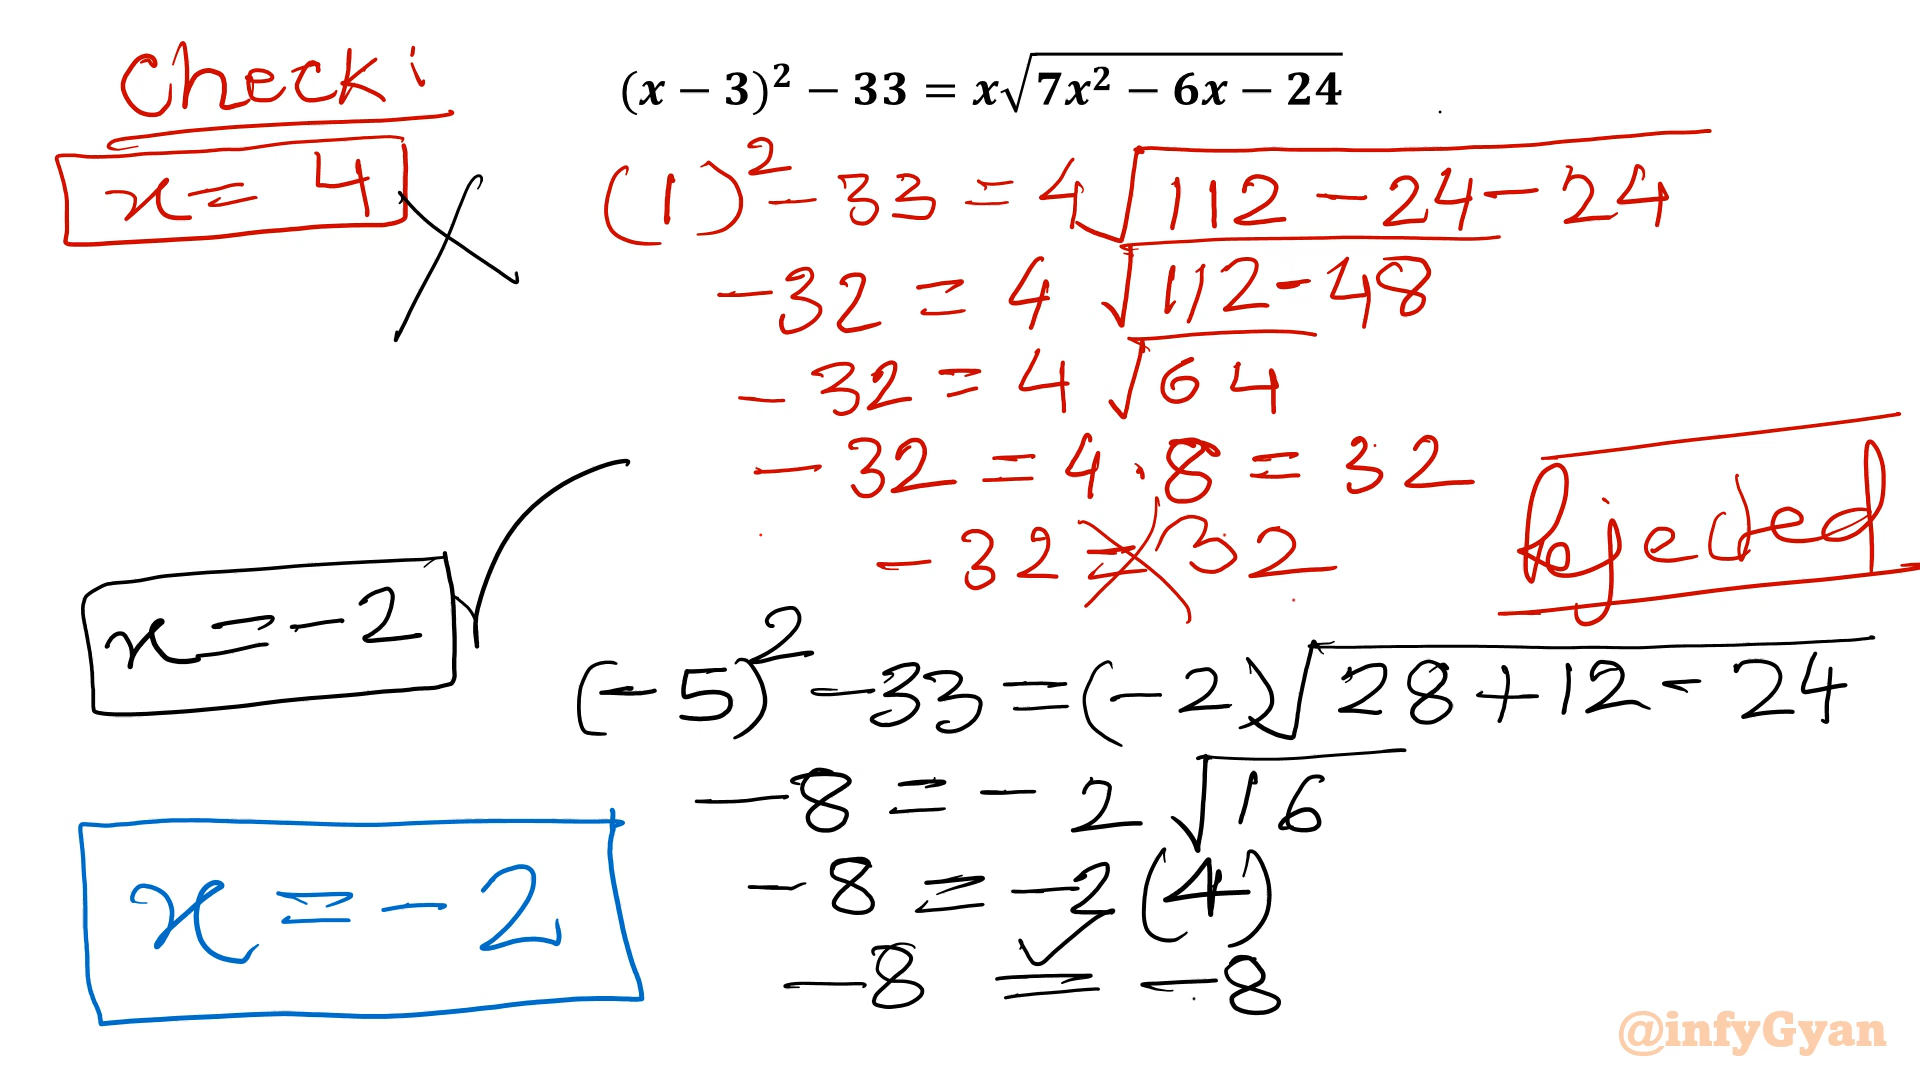 Check:
(x − 3)² − 33 = x√(7x² − 6x − 24)
x = 4
(1)² − 33 = 4√(112 − 24 − 24)
−32 = 4√(112 − 48)
−32 = 4√64
−32 = 4·8 = 32
−32 = 32
Rejected
x = −2
(−5)² − 33 = (−2)√(28 + 12 − 24)
−8 = −2√16
−8 = −2(4)
−8 = −8
x = −2
@infyGyan